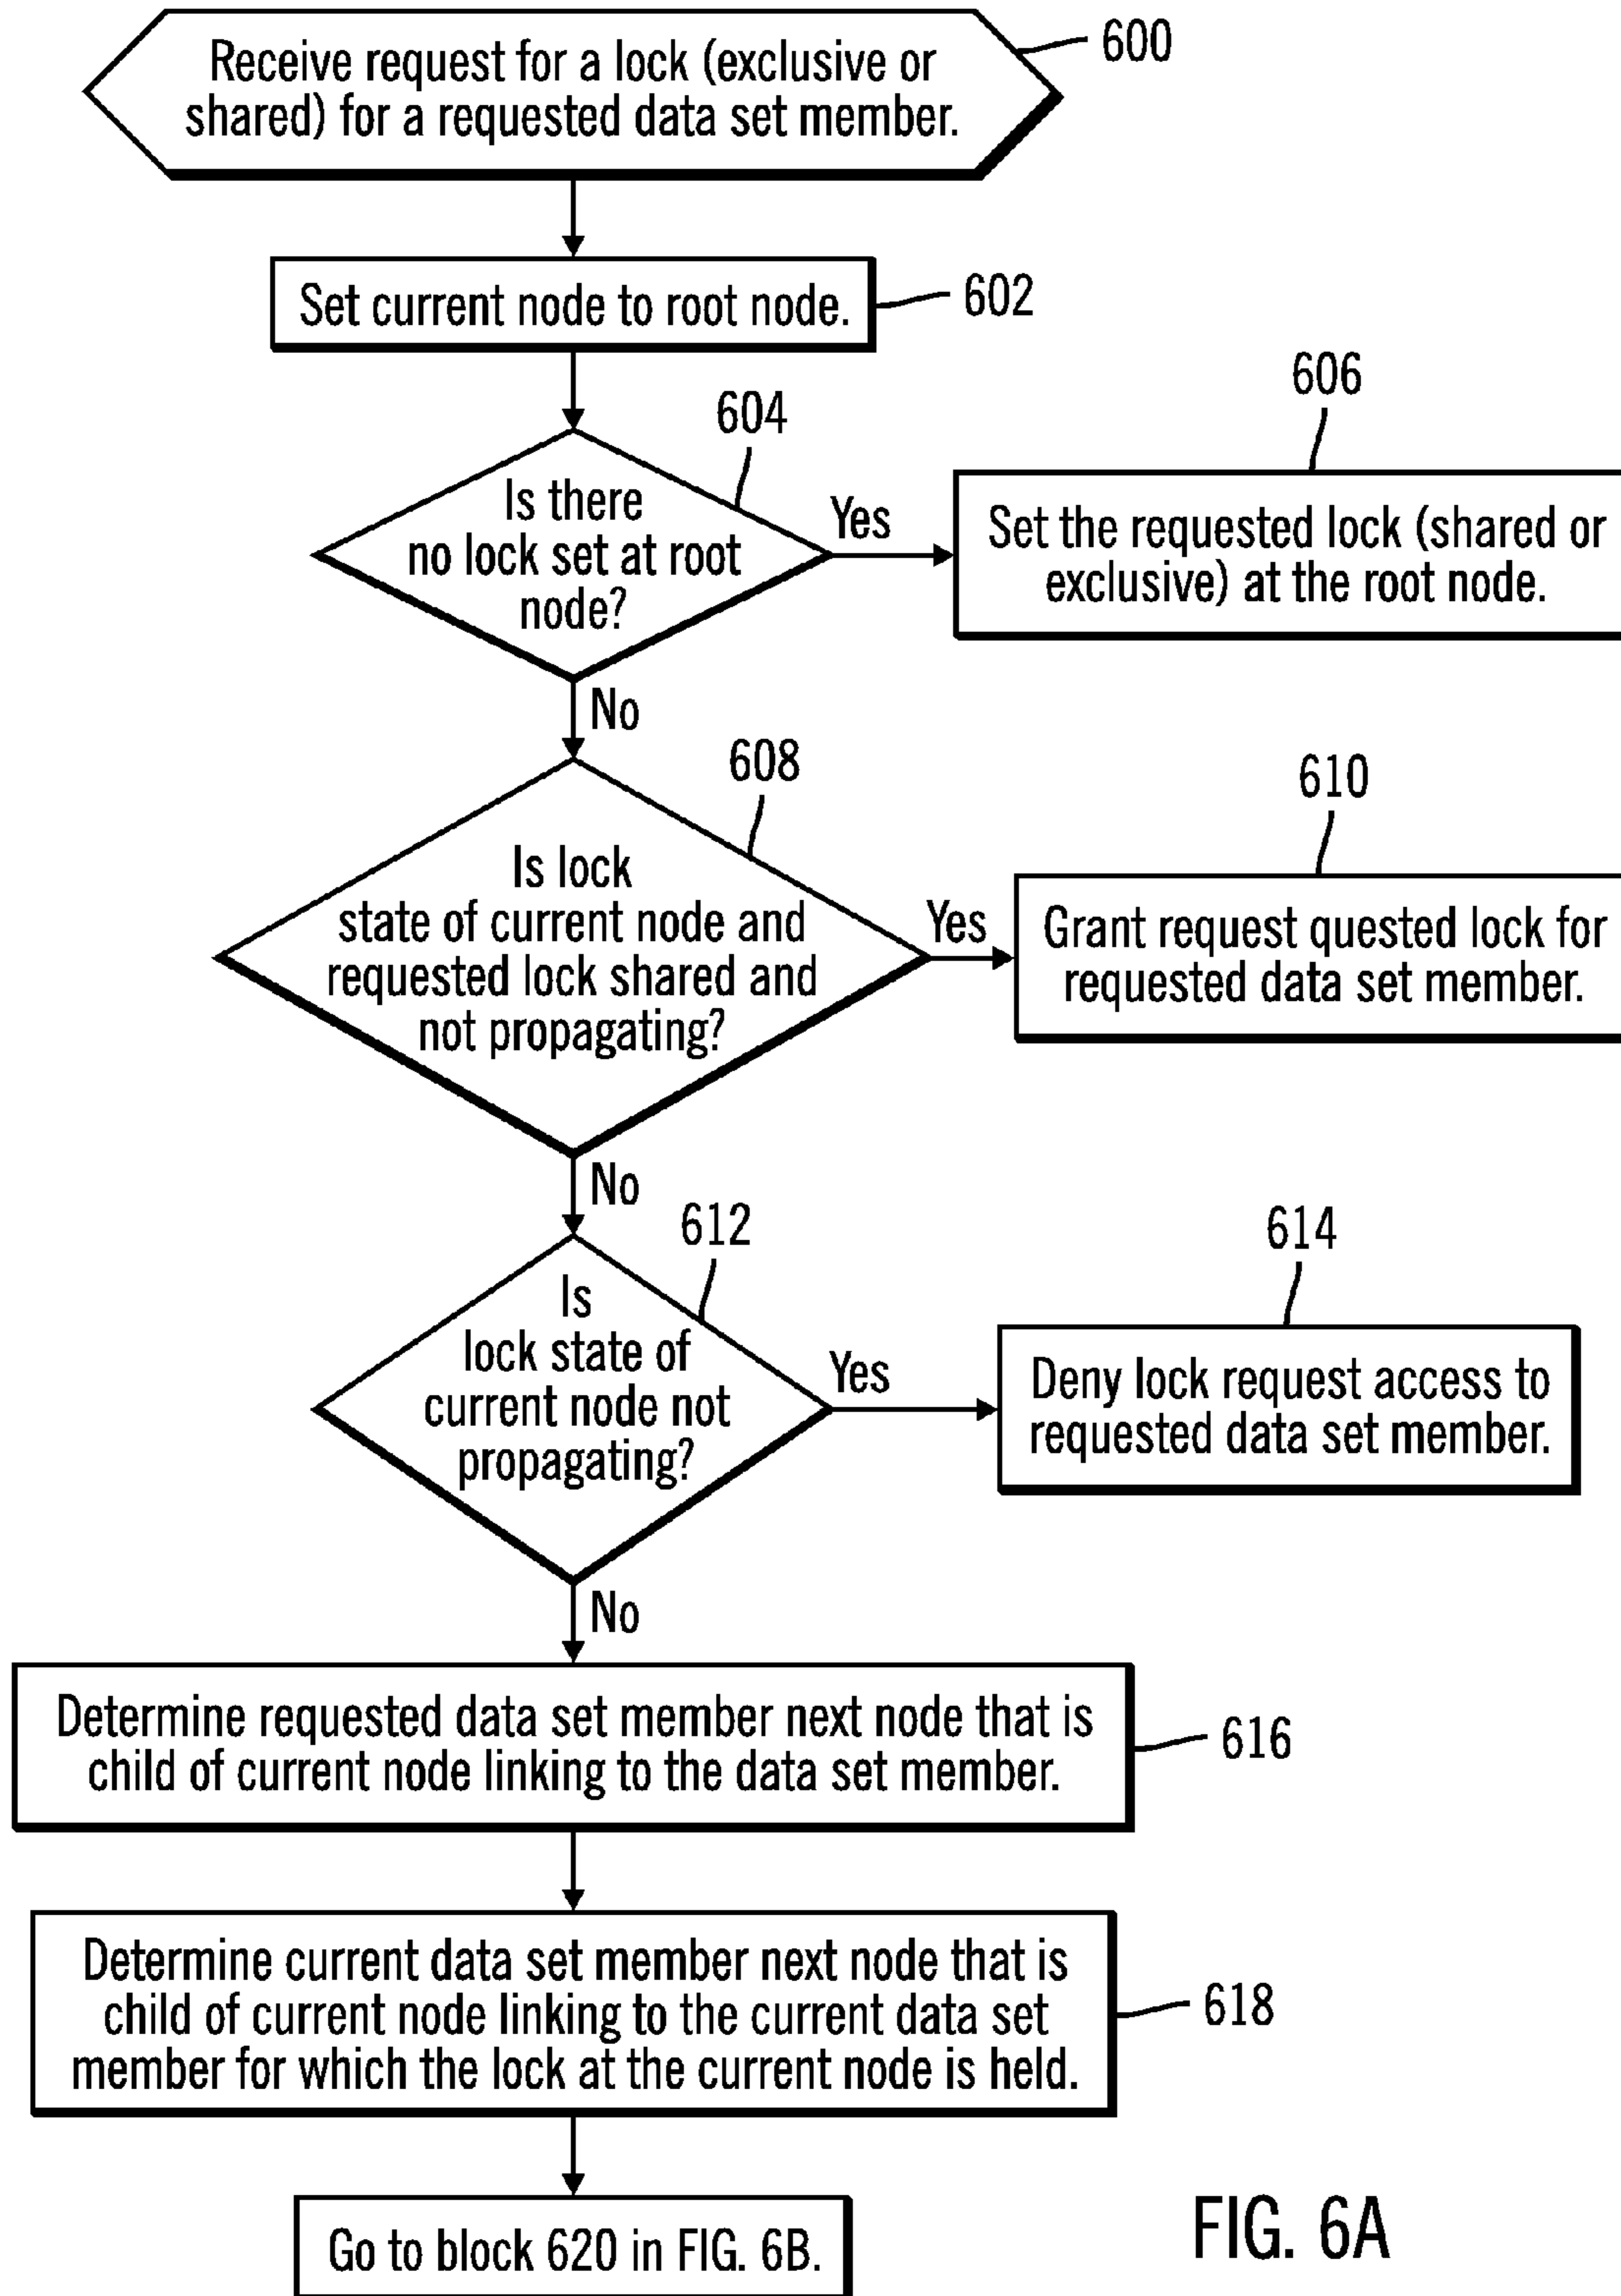 Receive request for a lock (exclusive or
shared) for a requested data set member.
600
Set current node to root node.
602
604
Is there
no lock set at root
node?
Yes
606
Set the requested lock (shared or
exclusive) at the root node.
No
608
Is lock
state of current node and
requested lock shared and
not propagating?
Yes
610
Grant request quested lock for
requested data set member.
No
612
Is
lock state of
current node not
propagating?
Yes
614
Deny lock request access to
requested data set member.
No
Determine requested data set member next node that is
child of current node linking to the data set member.
616
Determine current data set member next node that is
child of current node linking to the current data set
member for which the lock at the current node is held.
618
Go to block 620 in FIG. 6B.
FIG. 6A